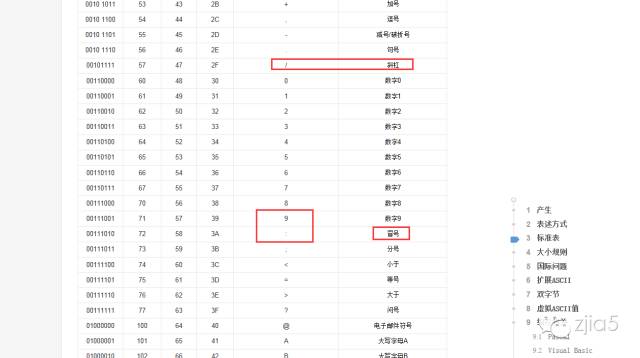 0010 1011 53 43 2B + 加号
0010 1100 54 44 2C , 逗号
0010 1101 55 45 2D - 减号/破折号
0010 1110 56 46 2E . 句号
00101111 57 47 2F / 斜杠
00110000 60 48 30 0 数字0
00110001 61 49 31 1 数字1
00110010 62 50 32 2 数字2
00110011 63 51 33 3 数字3
00110100 64 52 34 4 数字4
00110101 65 53 35 5 数字5
00110110 66 54 36 6 数字6
00110111 67 55 37 7 数字7
00111000 70 56 38 8 数字8
00111001 71 57 39 9 数字9
00111010 72 58 3A : 冒号
00111011 73 59 3B ; 分号
00111100 74 60 3C < 小于
00111101 75 61 3D = 等号
00111110 76 62 3E > 大于
00111111 77 63 3F ? 问号
01000000 100 64 40 @ 电子邮件符号
01000001 101 65 41 A 大写字母A
01000010 102 66 42 B 大写字母B
1 产生
2 表述方式
3 标准表
4 大小规则
5 国际问题
6 扩展ASCII
7 双字节
8 虚拟ASCII值
9
9.1 Pascal
9.2 Visual Basic
zjia5